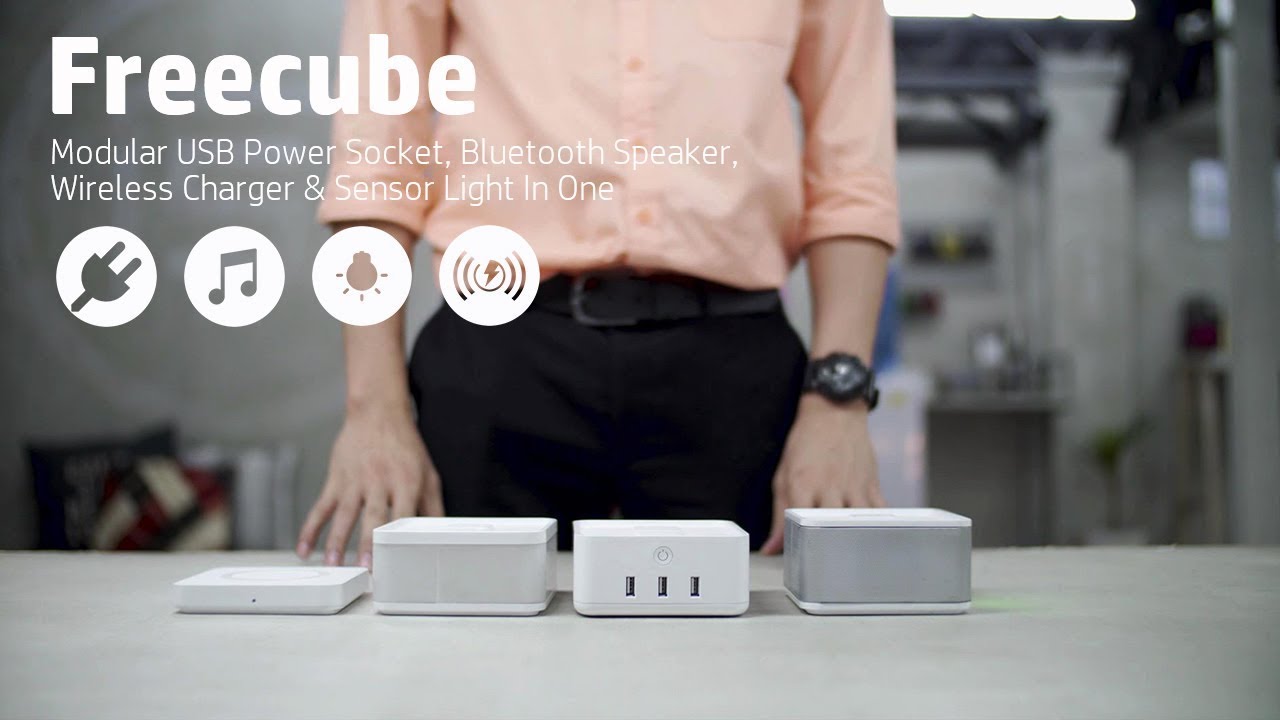 Freecube
Modular USB Power Socket, Bluetooth Speaker,
Wireless Charger & Sensor Light In One